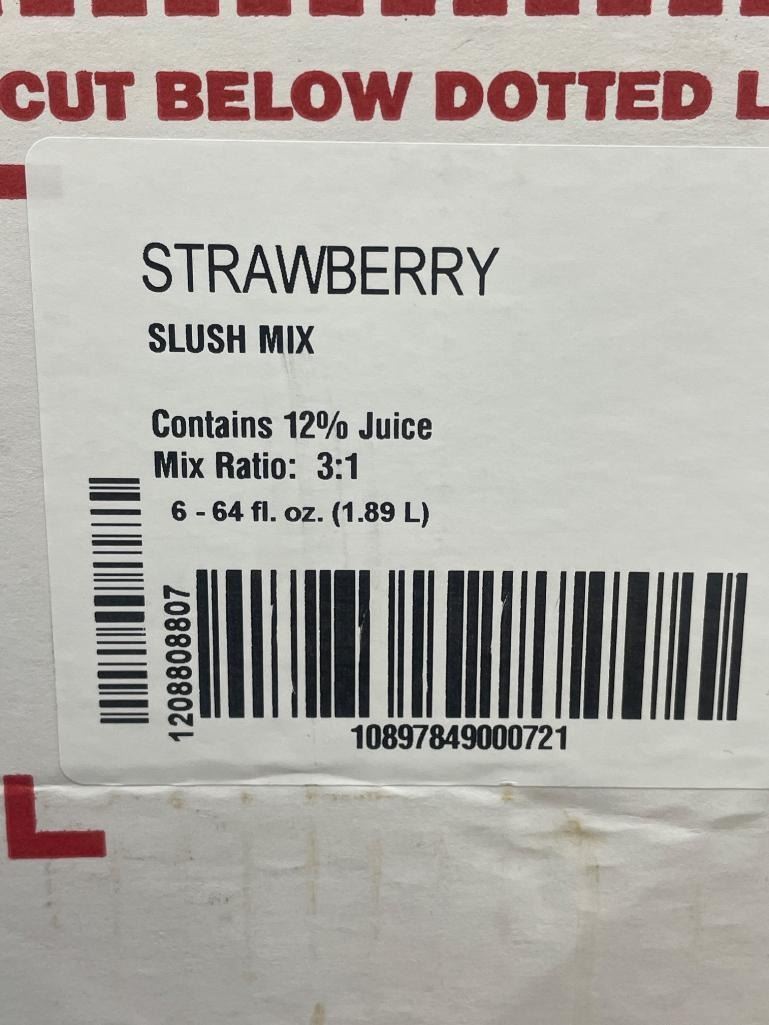 CUT BELOW DOTTED L
STRAWBERRY
SLUSH MIX
Contains 12% Juice
Mix Ratio: 3:1
6 - 64 fl. oz. (1.89 L)
1208808807
10897849000721